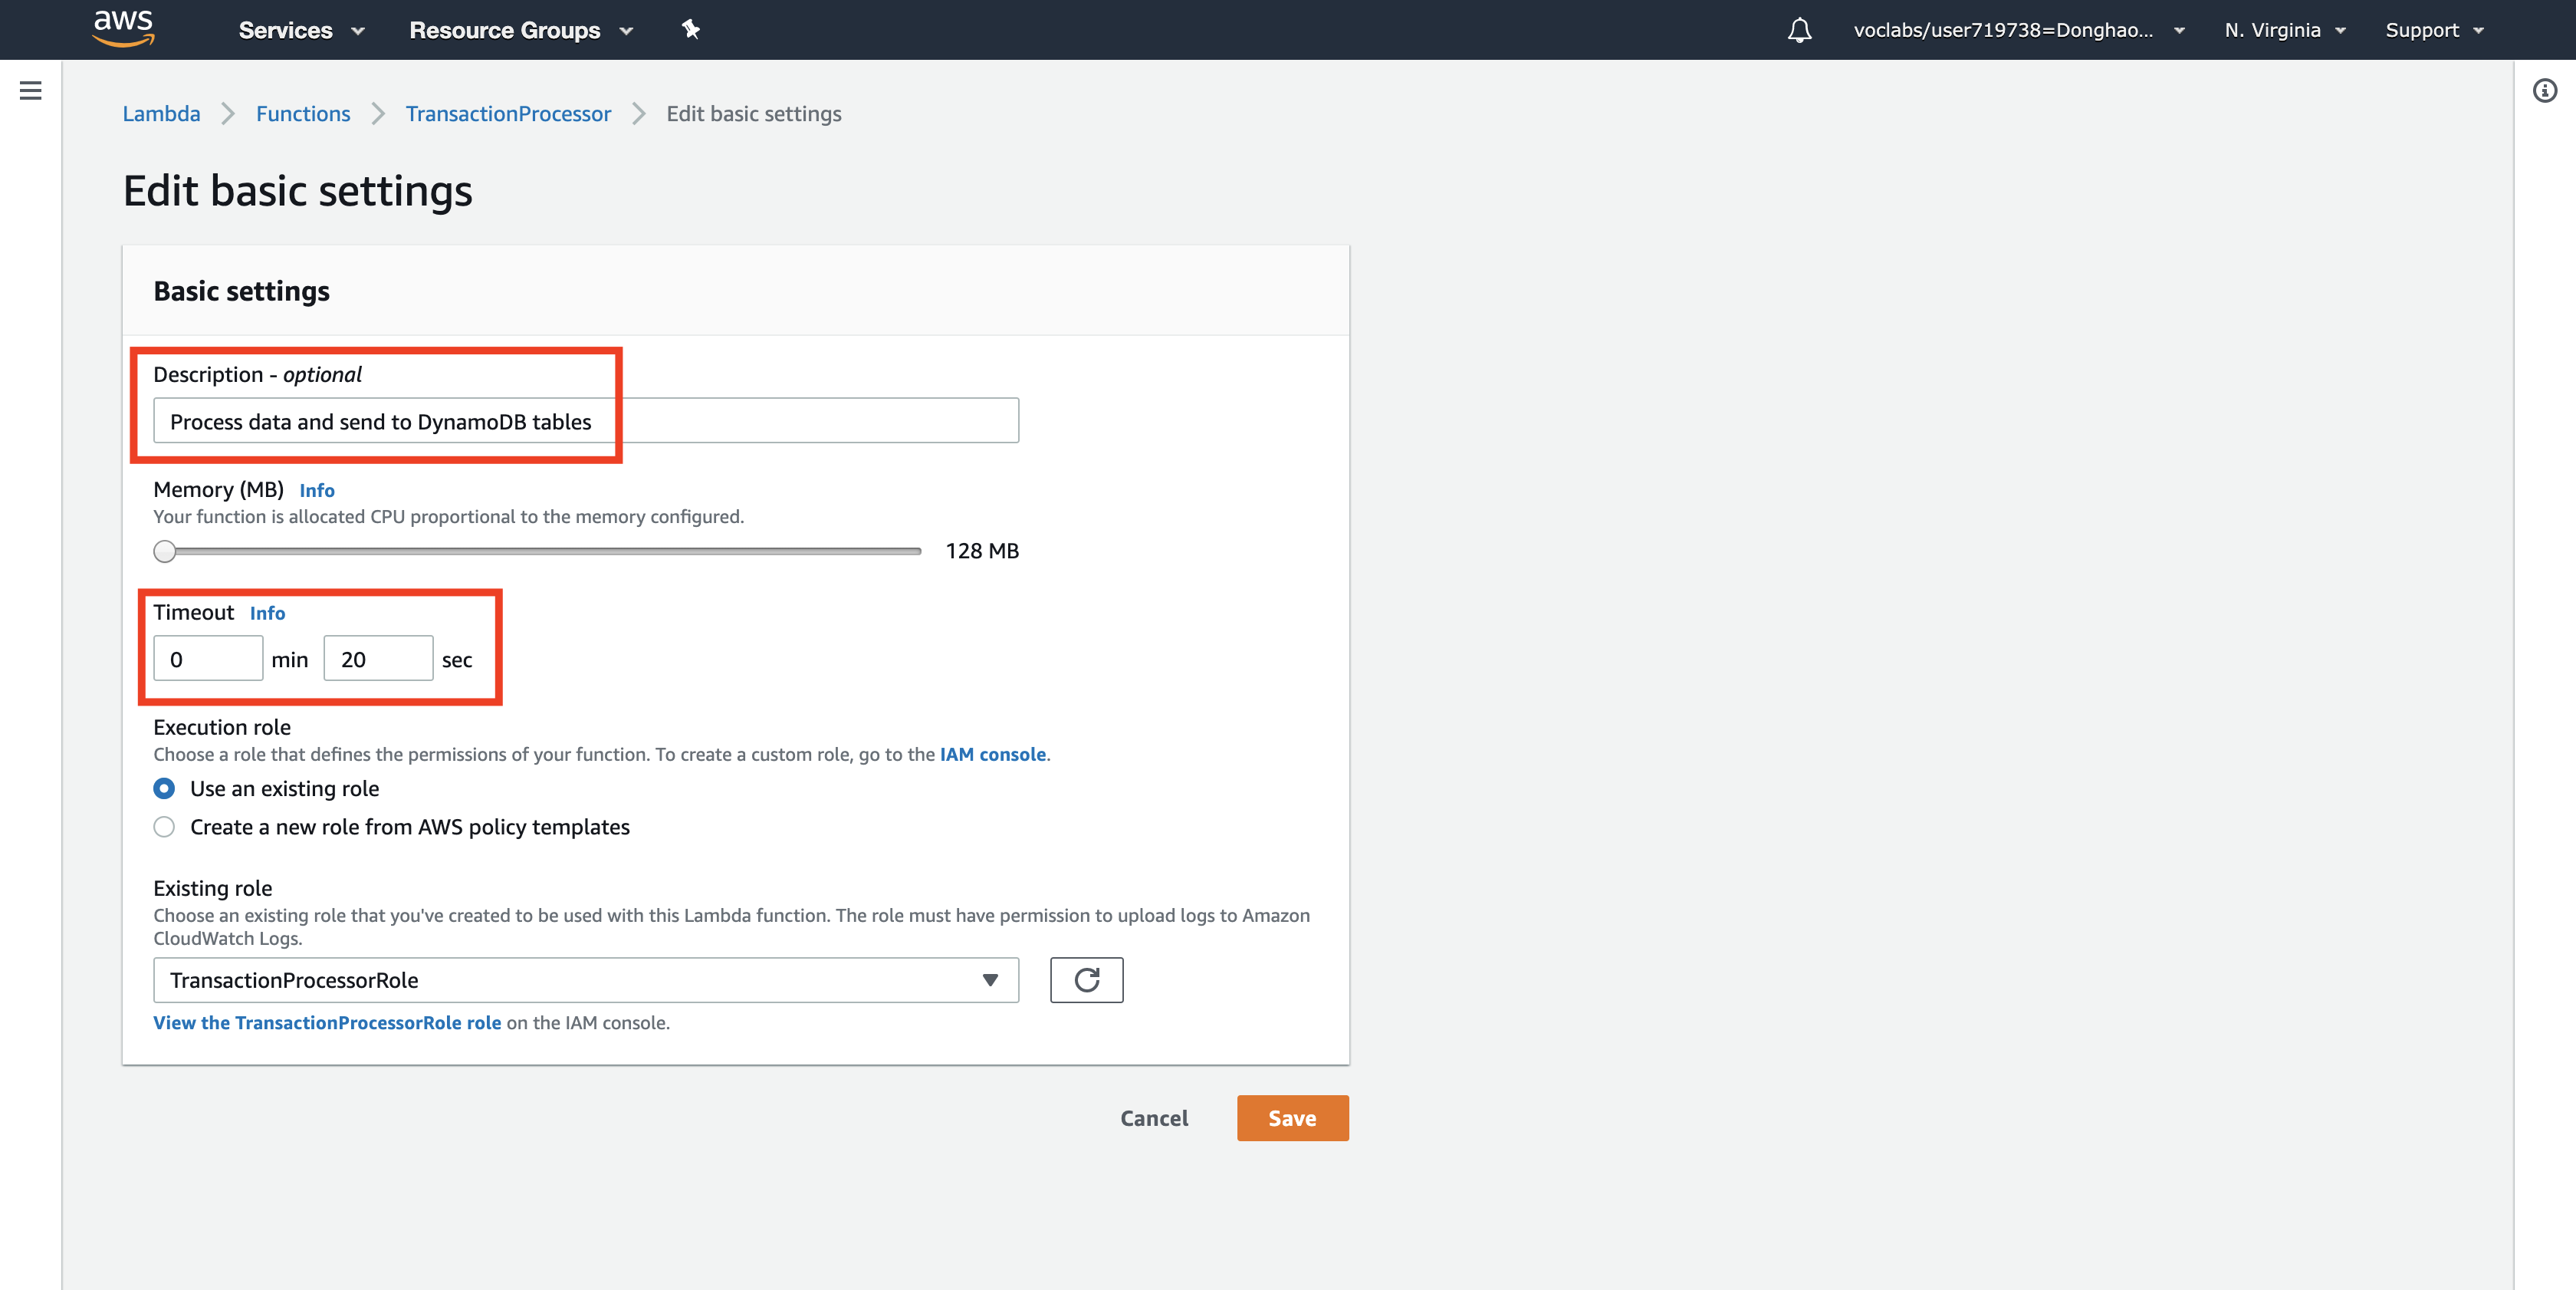 aws Services Resource Groups voclabs/user719738=Donghao... N. Virginia Support
Lambda Functions TransactionProcessor Edit basic settings
Edit basic settings
Basic settings
Description - optional
Process data and send to DynamoDB tables
Memory (MB) Info
Your function is allocated CPU proportional to the memory configured.
128 MB
Timeout Info
0 min 20 sec
Execution role
Choose a role that defines the permissions of your function. To create a custom role, go to the IAM console.
Use an existing role
Create a new role from AWS policy templates
Existing role
Choose an existing role that you've created to be used with this Lambda function. The role must have permission to upload logs to Amazon
CloudWatch Logs.
TransactionProcessorRole
View the TransactionProcessorRole role on the IAM console.
Cancel Save